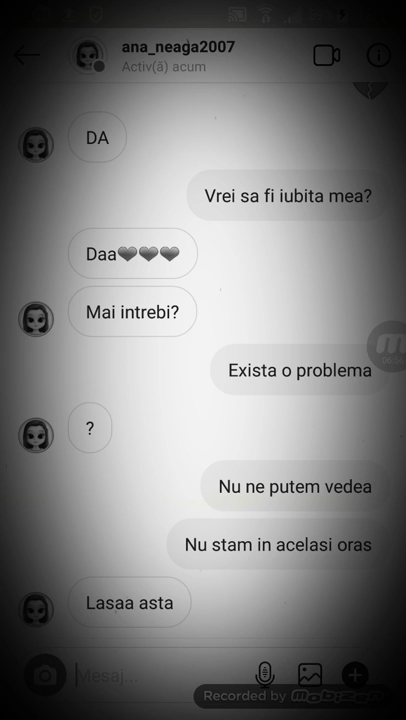 ana_neaga2007
Activ(ă) acum
DA
Vrei sa fi iubita mea?
Daa🖤🖤🖤
Mai intrebi?
Exista o problema
?
Nu ne putem vedea
Nu stam in acelasi oras
Lasaa asta
Mesaj...
Recorded by mobizen